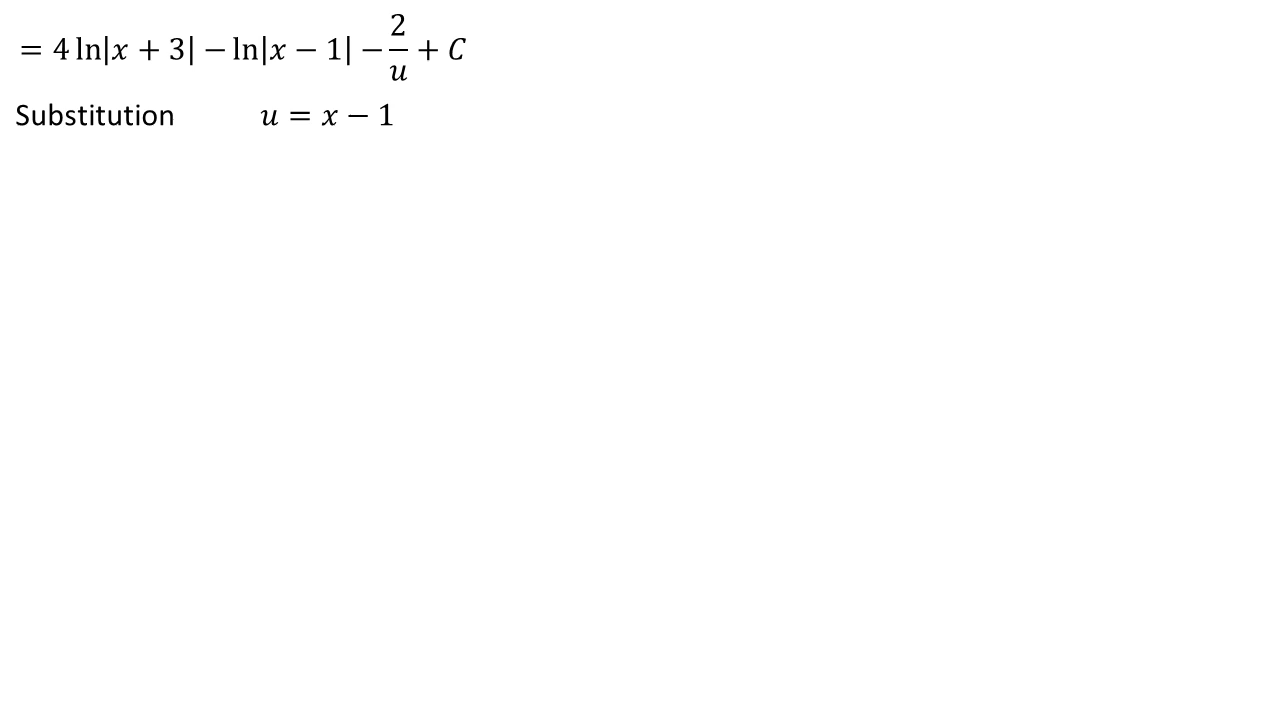 = 4 ln|x + 3| − ln|x − 1| − 2/u + C
Substitution u = x − 1